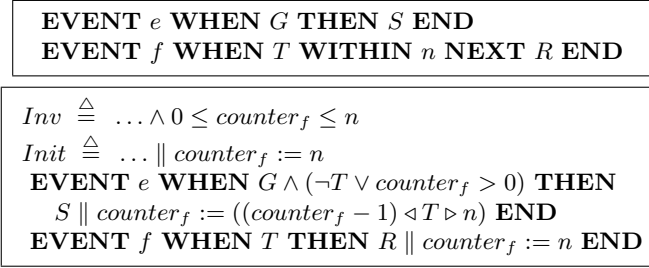 EVENT e WHEN G THEN S END
EVENT f WHEN T WITHIN n NEXT R END
Inv ≜ … ∧ 0 ≤ counter_f ≤ n
Init ≜ … ∥ counter_f := n
EVENT e WHEN G ∧ (¬T ∨ counter_f > 0) THEN
S ∥ counter_f := ((counter_f − 1) ◁ T ▷ n) END
EVENT f WHEN T THEN R ∥ counter_f := n END